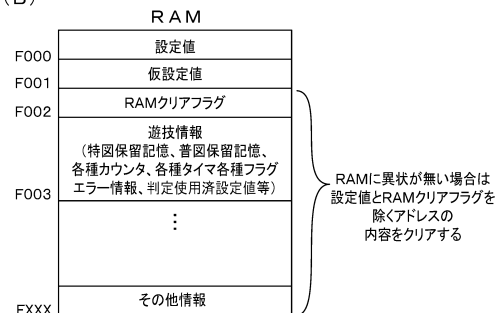 (B)
RAM
F000
設定値
F001
仮設定値
F002
RAMクリアフラグ
F003
遊技情報
(特図保留記憶、普図保留記憶、
各種カウンタ、各種タイマ各種フラグ
エラー情報、判定使用済設定値等)
⋮
FXXX
その他情報
RAMに異状が無い場合は
設定値とRAMクリアフラグを
除くアドレスの
内容をクリアする